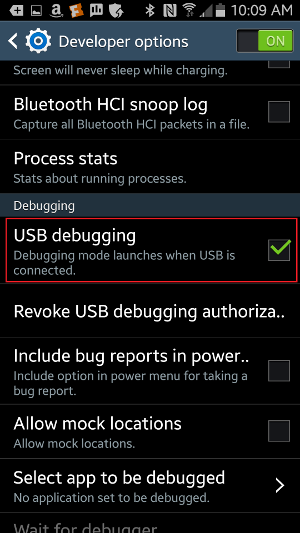 10:09 AM
Developer options
ON
Screen will never sleep while charging.
Bluetooth HCI snoop log
Capture all Bluetooth HCI packets in a file.
Process stats
Stats about running processes.
Debugging
USB debugging
Debugging mode launches when USB is
connected.
Revoke USB debugging authoriza..
Include bug reports in power..
Include option in power menu for taking a
bug report.
Allow mock locations
Allow mock locations.
Select app to be debugged
No application set to be debugged.
Wait for debugger